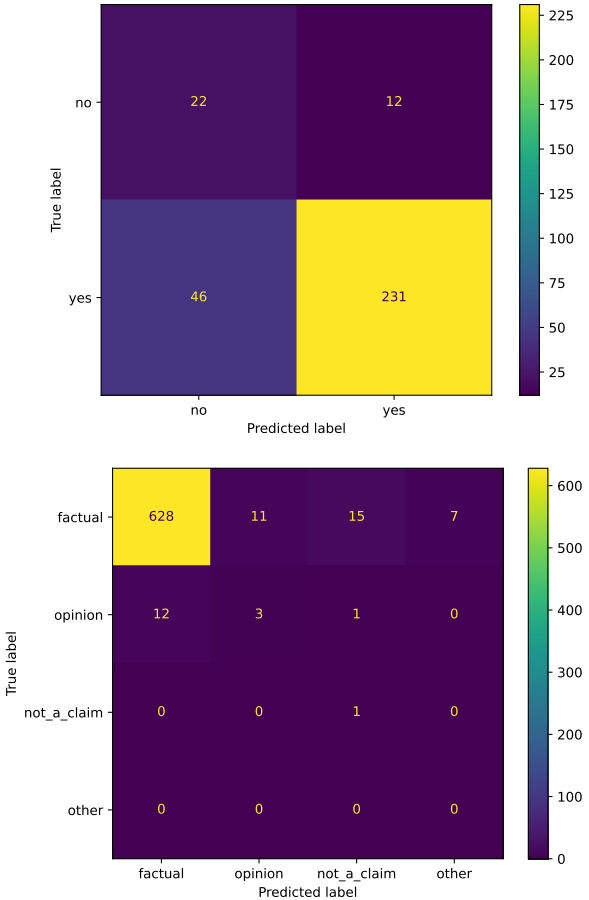 no
22
12
True label
yes
46
231
no
yes
Predicted label
225
200
175
150
125
100
75
50
25
factual
628
11
15
7
opinion
12
3
1
0
True label
not_a_claim
0
0
1
0
other
0
0
0
0
factual
opinion
not_a_claim
other
Predicted label
600
500
400
300
200
100
0